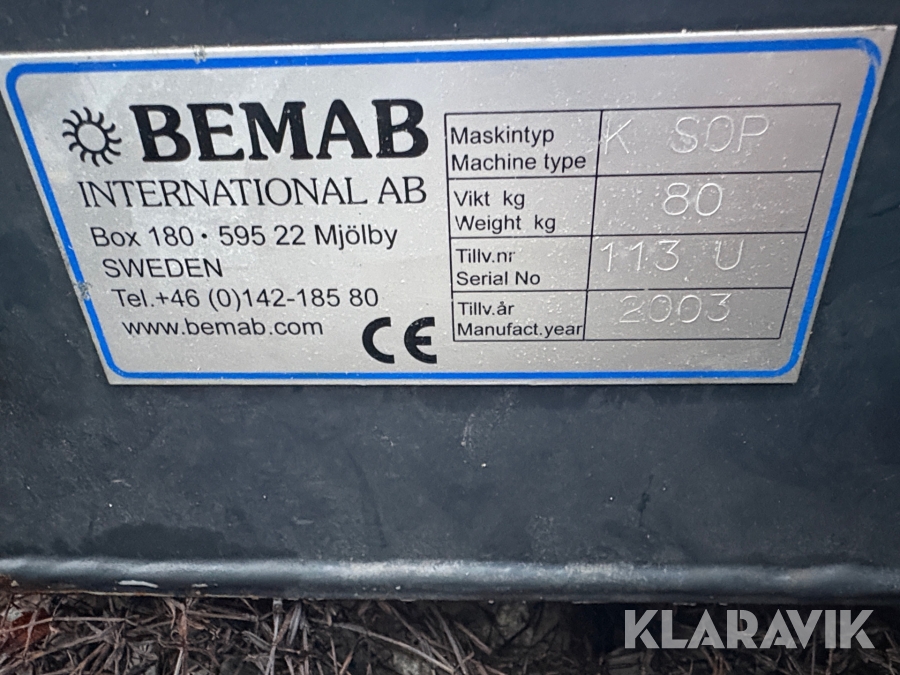 BEMAB
INTERNATIONAL AB
Box 180 · 595 22 Mjölby
SWEDEN
Tel.+46 (0)142-185 80
www.bemab.com
CE
Maskintyp
Machine type
K SOP
Vikt kg
Weight kg
80
Tillv.nr
Serial No
113 U
Tillv.år
Manufact.year
2003
KLARAVIK